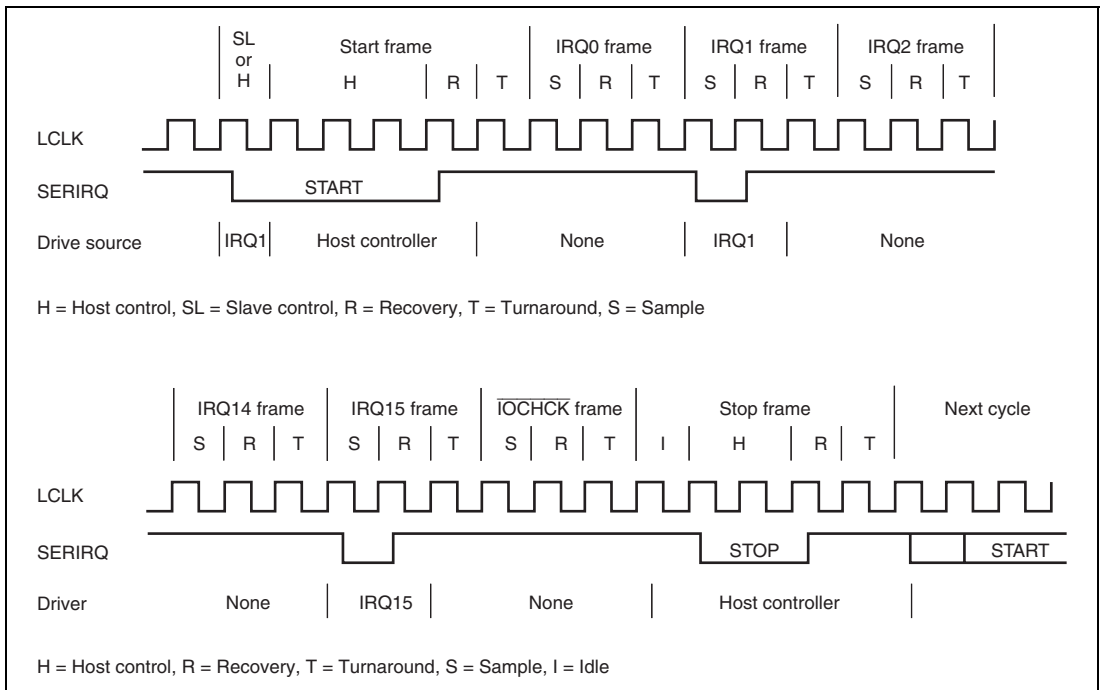 SL
or
H
Start frame
IRQ0 frame
IRQ1 frame
IRQ2 frame
H R T S R T S R T S R T
LCLK
SERIRQ
START
Drive source
IRQ1
Host controller
None
IRQ1
None
H = Host control, SL = Slave control, R = Recovery, T = Turnaround, S = Sample
IRQ14 frame
IRQ15 frame
IOCHCK frame
Stop frame
Next cycle
S R T S R T S R T I H R T
LCLK
SERIRQ
STOP
START
Driver
None
IRQ15
None
Host controller
H = Host control, R = Recovery, T = Turnaround, S = Sample, I = Idle